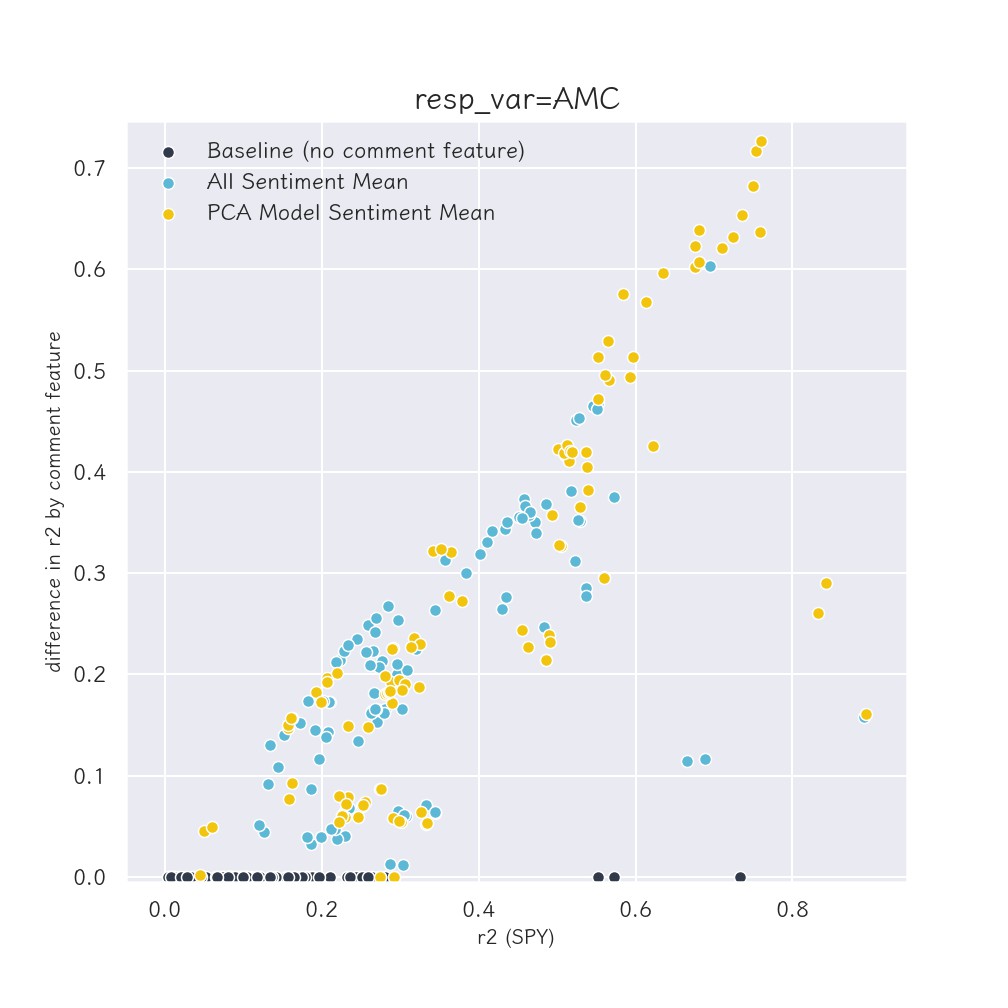 resp_var=AMC
Baseline (no comment feature)
All Sentiment Mean
PCA Model Sentiment Mean
difference in r2 by comment feature
0.7
0.6
0.5
0.4
0.3
0.2
0.1
0.0
0.0 0.2 0.4 0.6 0.8
r2 (SPY)